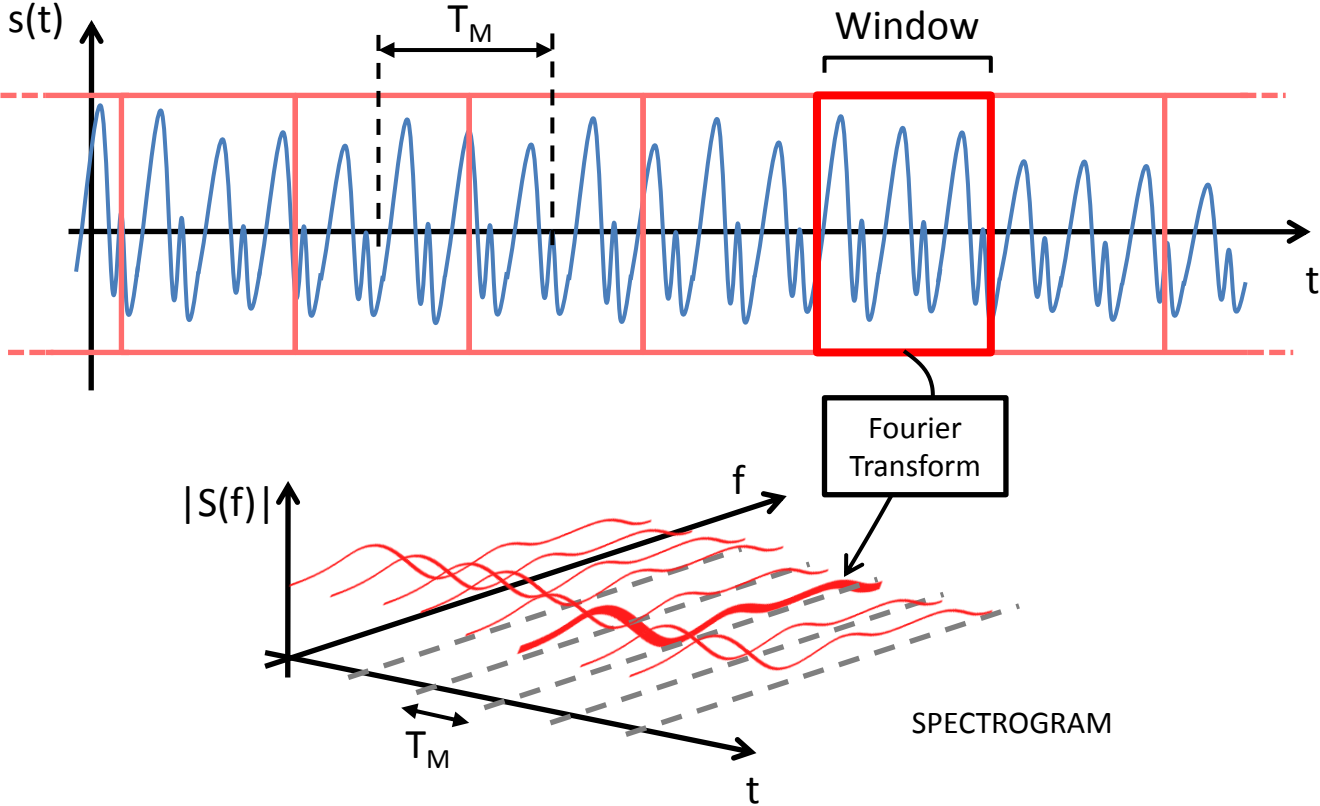 s(t)
T_M
Window
t
Fourier
Transform
|S(f)|
f
T_M
SPECTROGRAM
t